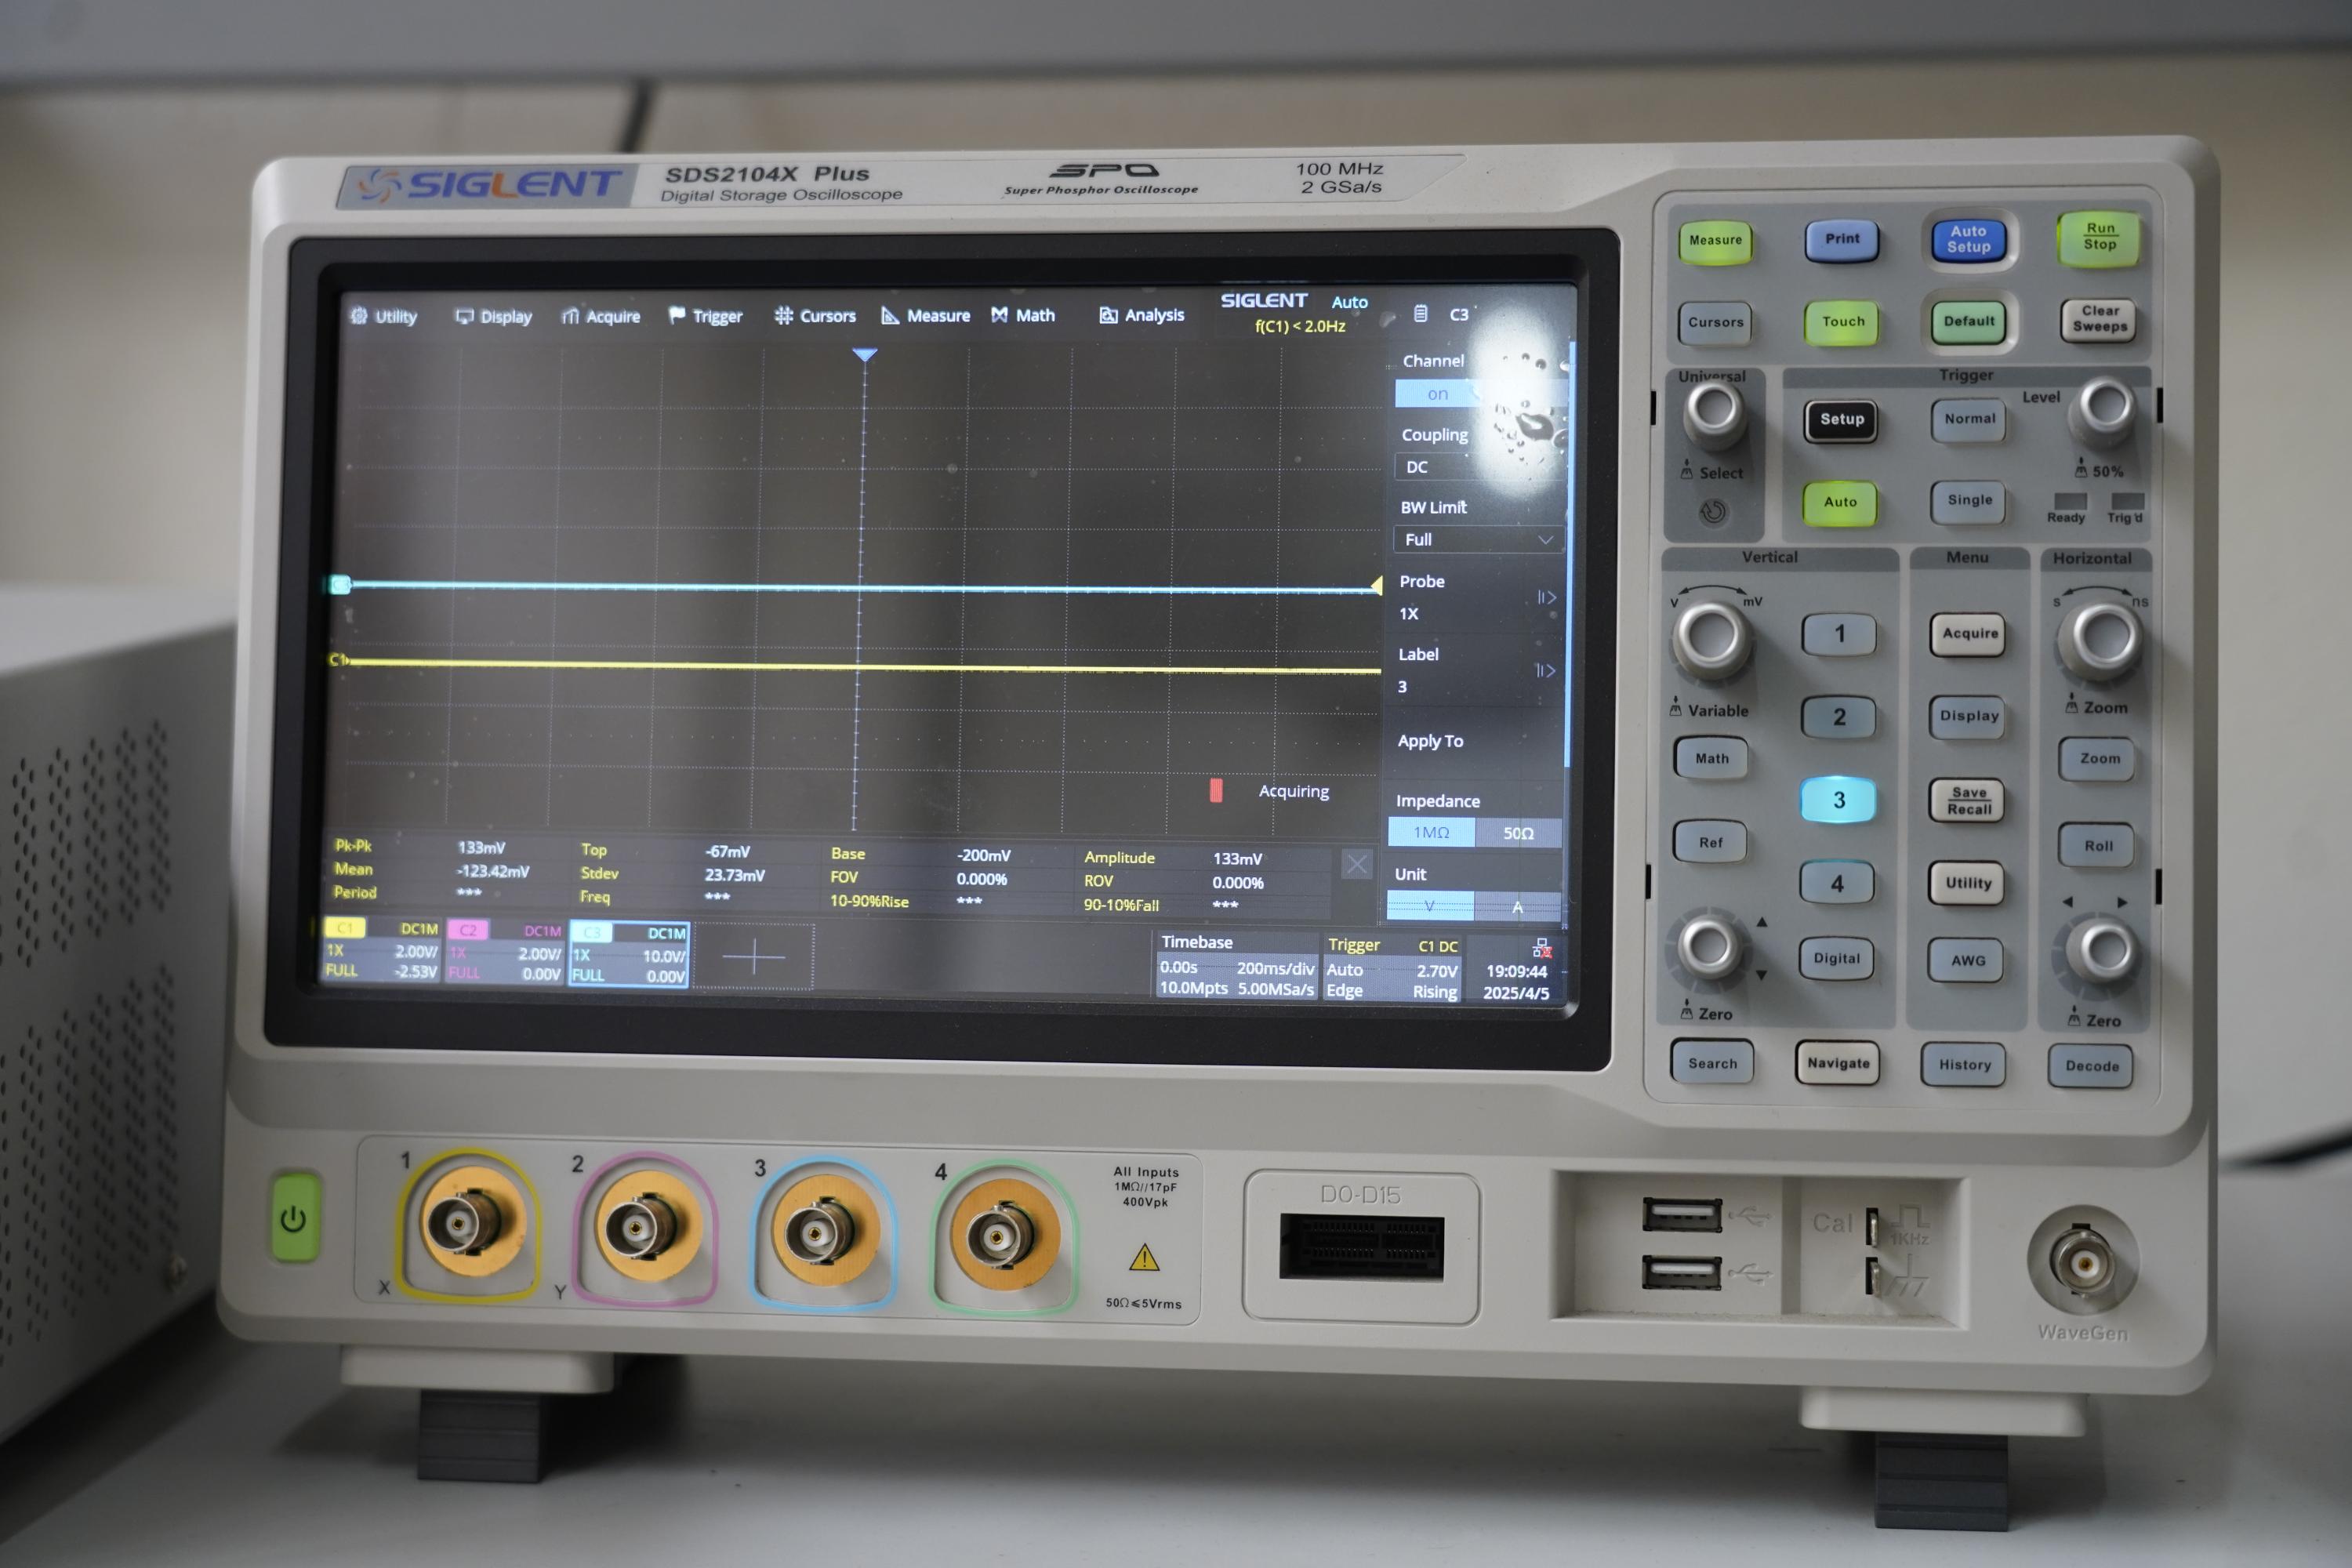 SIGLENT
SDS2104X Plus
Digital Storage Oscilloscope
SPO
Super Phosphor Oscilloscope
100 MHz
2 GSa/s
Utility Display Acquire Trigger Cursors Measure Math Analysis
SIGLENT Auto
f(C1) < 2.0Hz
C3
Channel
on
Coupling
DC
BW Limit
Full
Probe
1X
Label
3
Apply To
Impedance
1MΩ 50Ω
Unit
V A
C1
Acquiring
Pk-Pk 133mV Top -67mV Base -200mV Amplitude 133mV
Mean -123.42mV Stdev 23.73mV FOV 0.000% ROV 0.000%
Period *** Freq *** 10-90%Rise *** 90-10%Fall ***
C1 DC1M
1X 2.00V/
FULL -2.53V
C2 DC1M
1X 2.00V/
FULL 0.00V
C3 DC1M
1X 10.0V/
FULL 0.00V
Timebase
0.00s 200ms/div
10.0Mpts 5.00MSa/s
Trigger C1 DC
Auto 2.70V
Edge Rising
19:09:44
2025/4/5
Measure
Print
Auto
Setup
Run
Stop
Cursors
Touch
Default
Clear
Sweeps
Universal
Select
Trigger
Setup
Normal
Level
50%
Auto
Single
Ready Trig'd
Vertical
V mV
Variable
1
2
3
4
Math
Ref
Digital
Zero
Menu
Acquire
Display
Save
Recall
Utility
AWG
Horizontal
s ns
Zoom
Zoom
Roll
Zero
Search
Navigate
History
Decode
1
X
2
Y
3
4
All Inputs
1MΩ//17pF
400Vpk
50Ω⩽5Vrms
D0-D15
Cal
1KHz
WaveGen